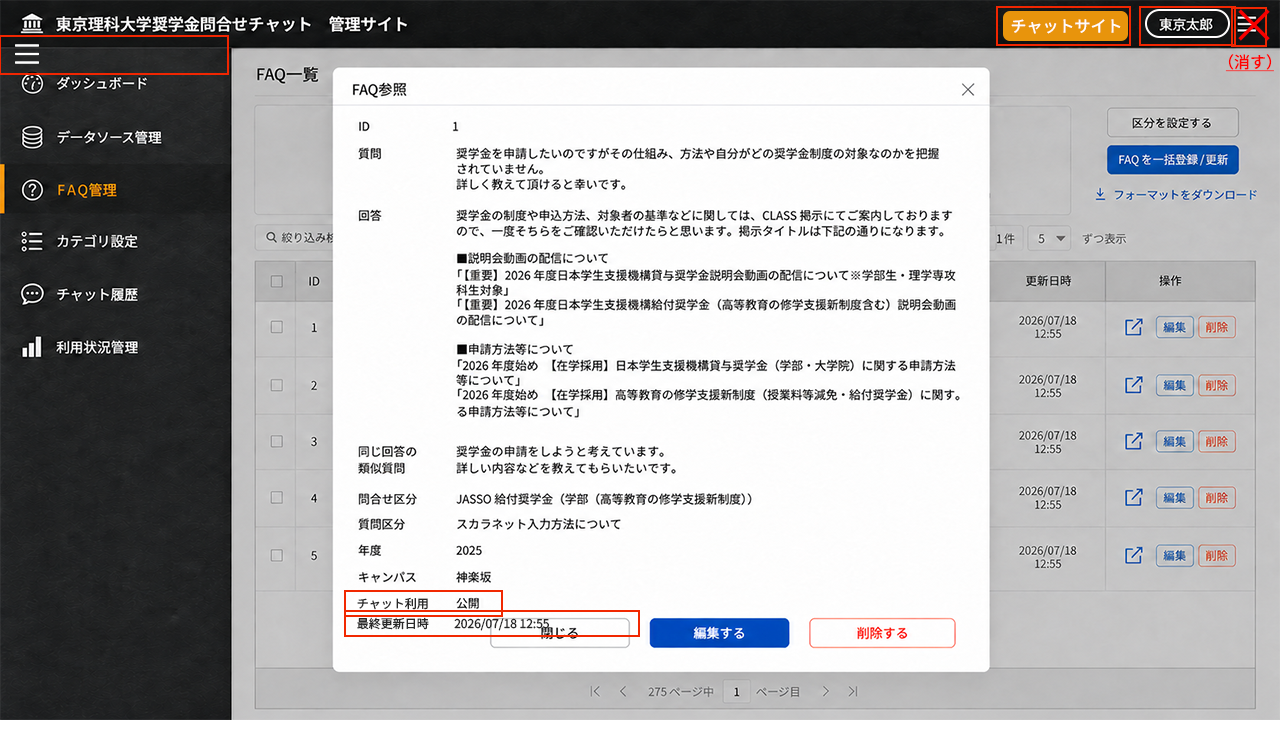 東京理科大学奨学金問合せチャット　管理サイト
チャットサイト
東京太郎
（消す）
ダッシュボード
データソース管理
FAQ管理
カテゴリ設定
チャット履歴
利用状況管理
FAQ一覧
区分を設定する
FAQを一括登録/更新
フォーマットをダウンロード
絞り込み検
1件
5
ずつ表示
ID
更新日時
操作
1
2026/07/18
12:55
編集
削除
2
2026/07/18
12:55
編集
削除
3
2026/07/18
12:55
編集
削除
4
2026/07/18
12:55
編集
削除
5
2026/07/18
12:55
編集
削除
275 ページ中
1
ページ目
FAQ参照
ID
1
質問
奨学金を申請したいのですがその仕組み、方法や自分がどの奨学金制度の対象なのかを把握
されていません。
詳しく教えて頂けると幸いです。
回答
奨学金の制度や申込方法、対象者の基準などに関しては、CLASS 掲示にてご案内しております
ので、一度そちらをご確認いただけたらと思います。掲示タイトルは下記の通りになります。
■説明会動画の配信について
「【重要】2026 年度日本学生支援機構貸与奨学金説明会動画の配信について※学部生・理学専攻
科生対象」
「【重要】2026 年度日本学生支援機構給付奨学金（高等教育の修学支援新制度含む）説明会動画
の配信について」
■申請方法等について
「2026 年度始め　【在学採用】日本学生支援機構貸与奨学金（学部・大学院）に関する申請方法
等について」
「2026 年度始め　【在学採用】高等教育の修学支援新制度（授業料等減免・給付奨学金）に関す。
る申請方法等について」
同じ回答の
類似質問
奨学金の申請をしようと考えています。
詳しい内容などを教えてもらいたいです。
問合せ区分
JASSO 給付奨学金（学部（高等教育の修学支援新制度））
質問区分
スカラネット入力方法について
年度
2025
キャンパス
神楽坂
チャット利用
公開
最終更新日時
2026/07/18 12:55
閉じる
編集する
削除する